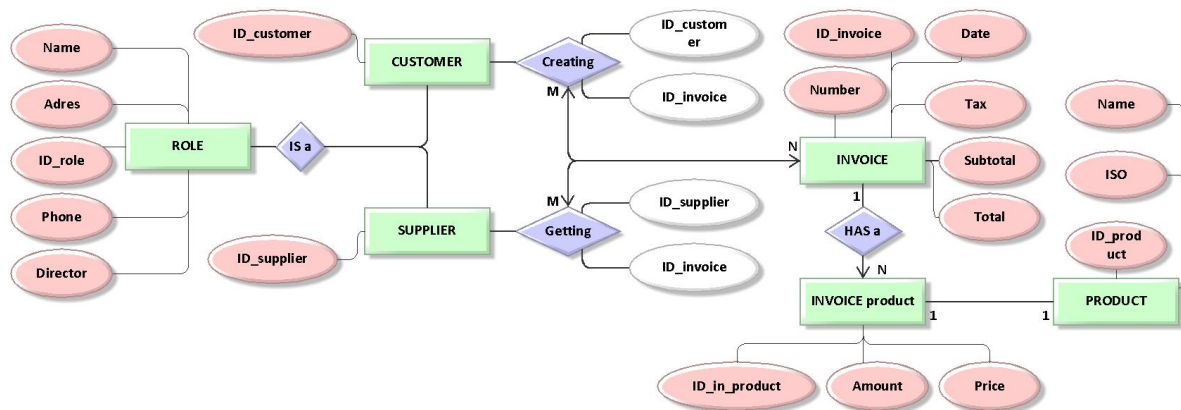 Name
Adres
ID_role
Phone
Director
ROLE
IS a
ID_customer
CUSTOMER
ID_supplier
SUPPLIER
Creating
M
ID_custom
er
ID_invoice
M
Getting
ID_supplier
ID_invoice
ID_invoice
Date
Number
Tax
N
INVOICE
Subtotal
Total
1
HAS a
N
INVOICE product
1
1
PRODUCT
Name
ISO
ID_prod
uct
ID_in_product
Amount
Price